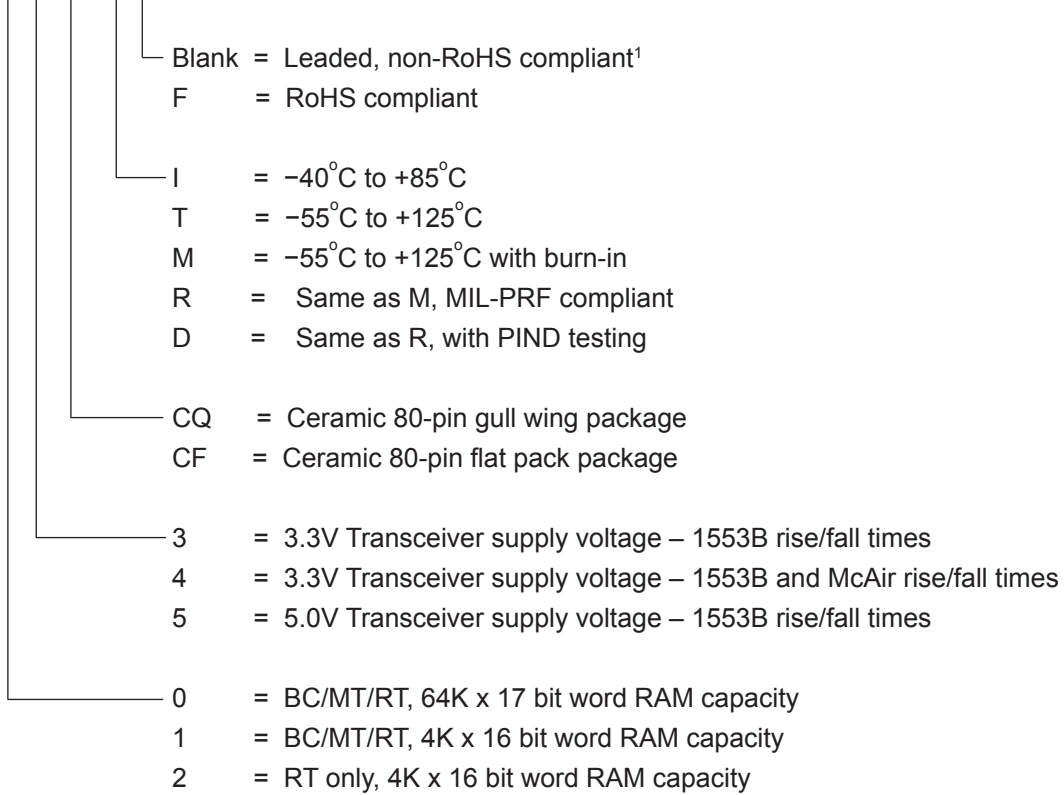 Blank = Leaded, non-RoHS compliant¹
F = RoHS compliant
I = −40°C to +85°C
T = −55°C to +125°C
M = −55°C to +125°C with burn-in
R = Same as M, MIL-PRF compliant
D = Same as R, with PIND testing
CQ = Ceramic 80-pin gull wing package
CF = Ceramic 80-pin flat pack package
3 = 3.3V Transceiver supply voltage – 1553B rise/fall times
4 = 3.3V Transceiver supply voltage – 1553B and McAir rise/fall times
5 = 5.0V Transceiver supply voltage – 1553B rise/fall times
0 = BC/MT/RT, 64K x 17 bit word RAM capacity
1 = BC/MT/RT, 4K x 16 bit word RAM capacity
2 = RT only, 4K x 16 bit word RAM capacity